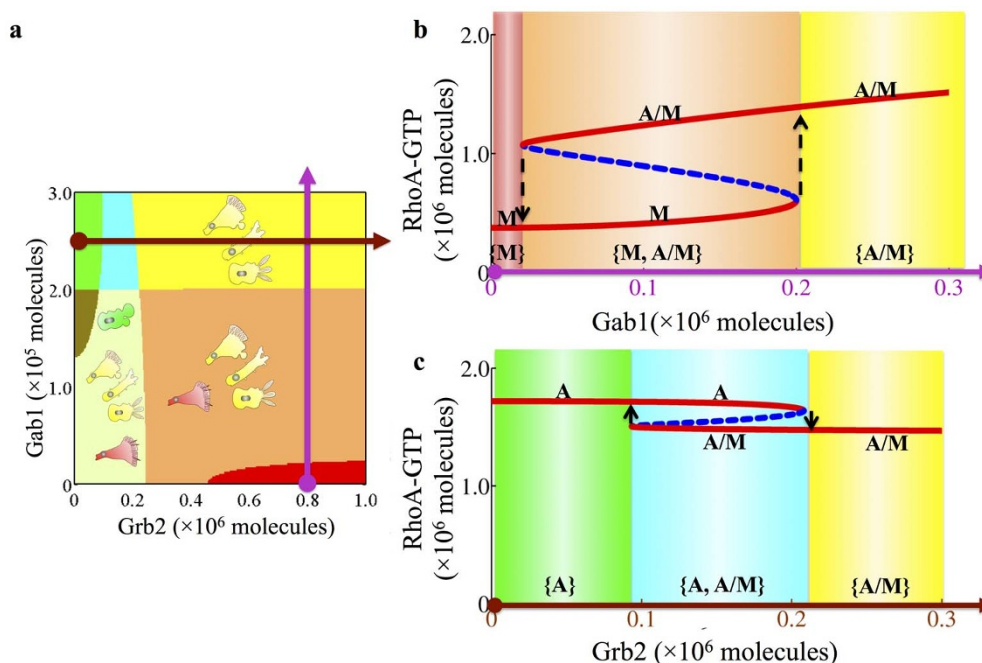 a
3.0
2.0
1.0
0
Gab1 (×10⁵ molecules)
0 0.2 0.4 0.6 0.8 1.0
Grb2 (×10⁶ molecules)
b
2.0
1.0
0
RhoA-GTP
(×10⁶ molecules)
A/M
A/M
M
M
{M}
{M, A/M}
{A/M}
0 0.1 0.2 0.3
Gab1(×10⁶ molecules)
c
2.0
1.0
0
RhoA-GTP
(×10⁶ molecules)
A
A
A/M
A/M
{A}
{A, A/M}
{A/M}
0.1 0.2 0.3
Grb2 (×10⁶ molecules)